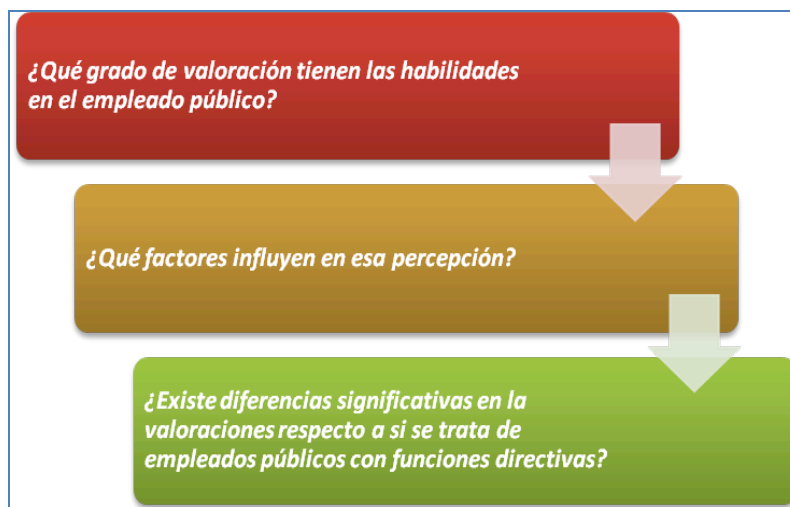 ¿Qué grado de valoración tienen las habilidades
en el empleado público?
¿Qué factores influyen en esa percepción?
¿Existe diferencias significativas en la
valoraciones respecto a si se trata de
empleados públicos con funciones directivas?